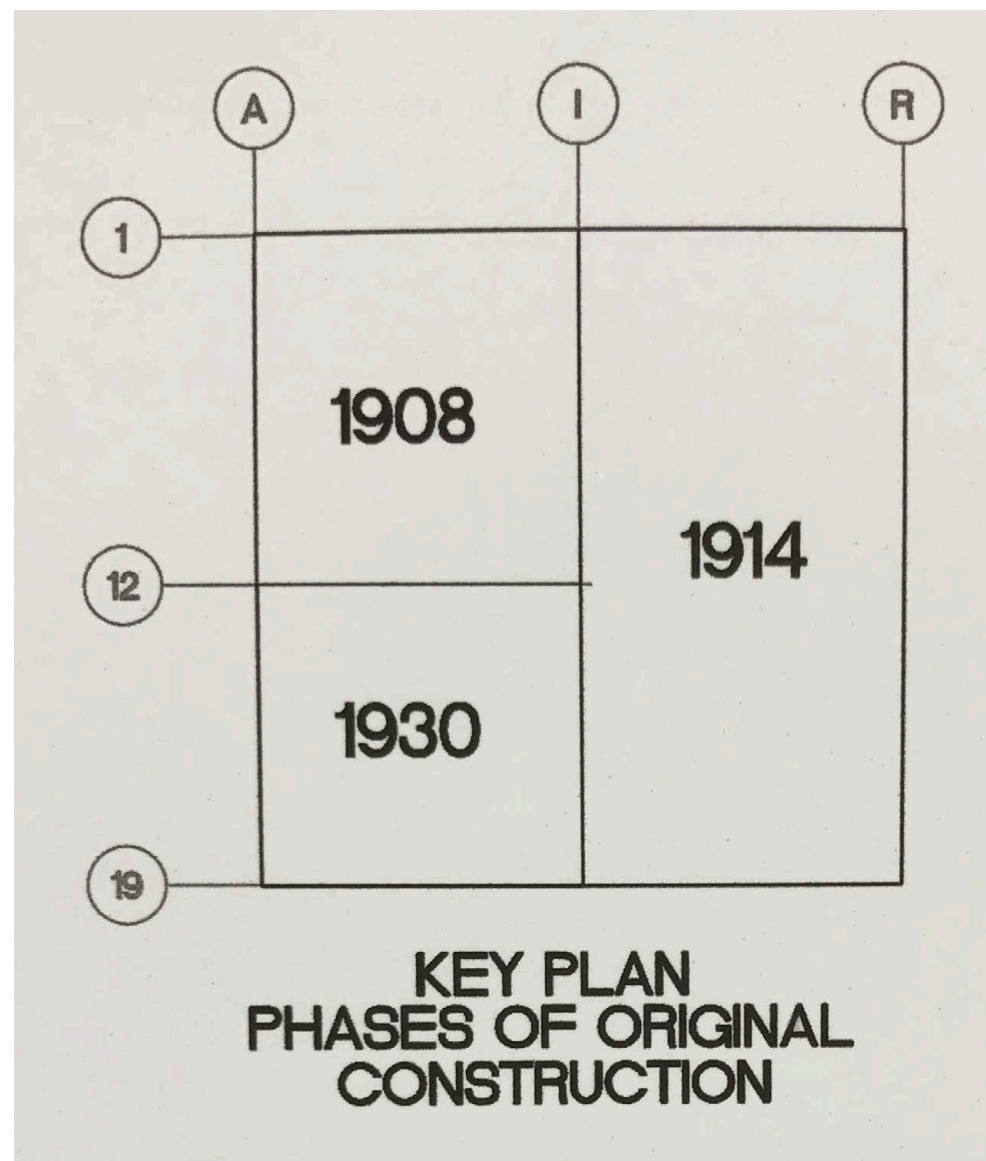 A
I
R
1
1908
1914
12
1930
19
KEY PLAN
PHASES OF ORIGINAL
CONSTRUCTION